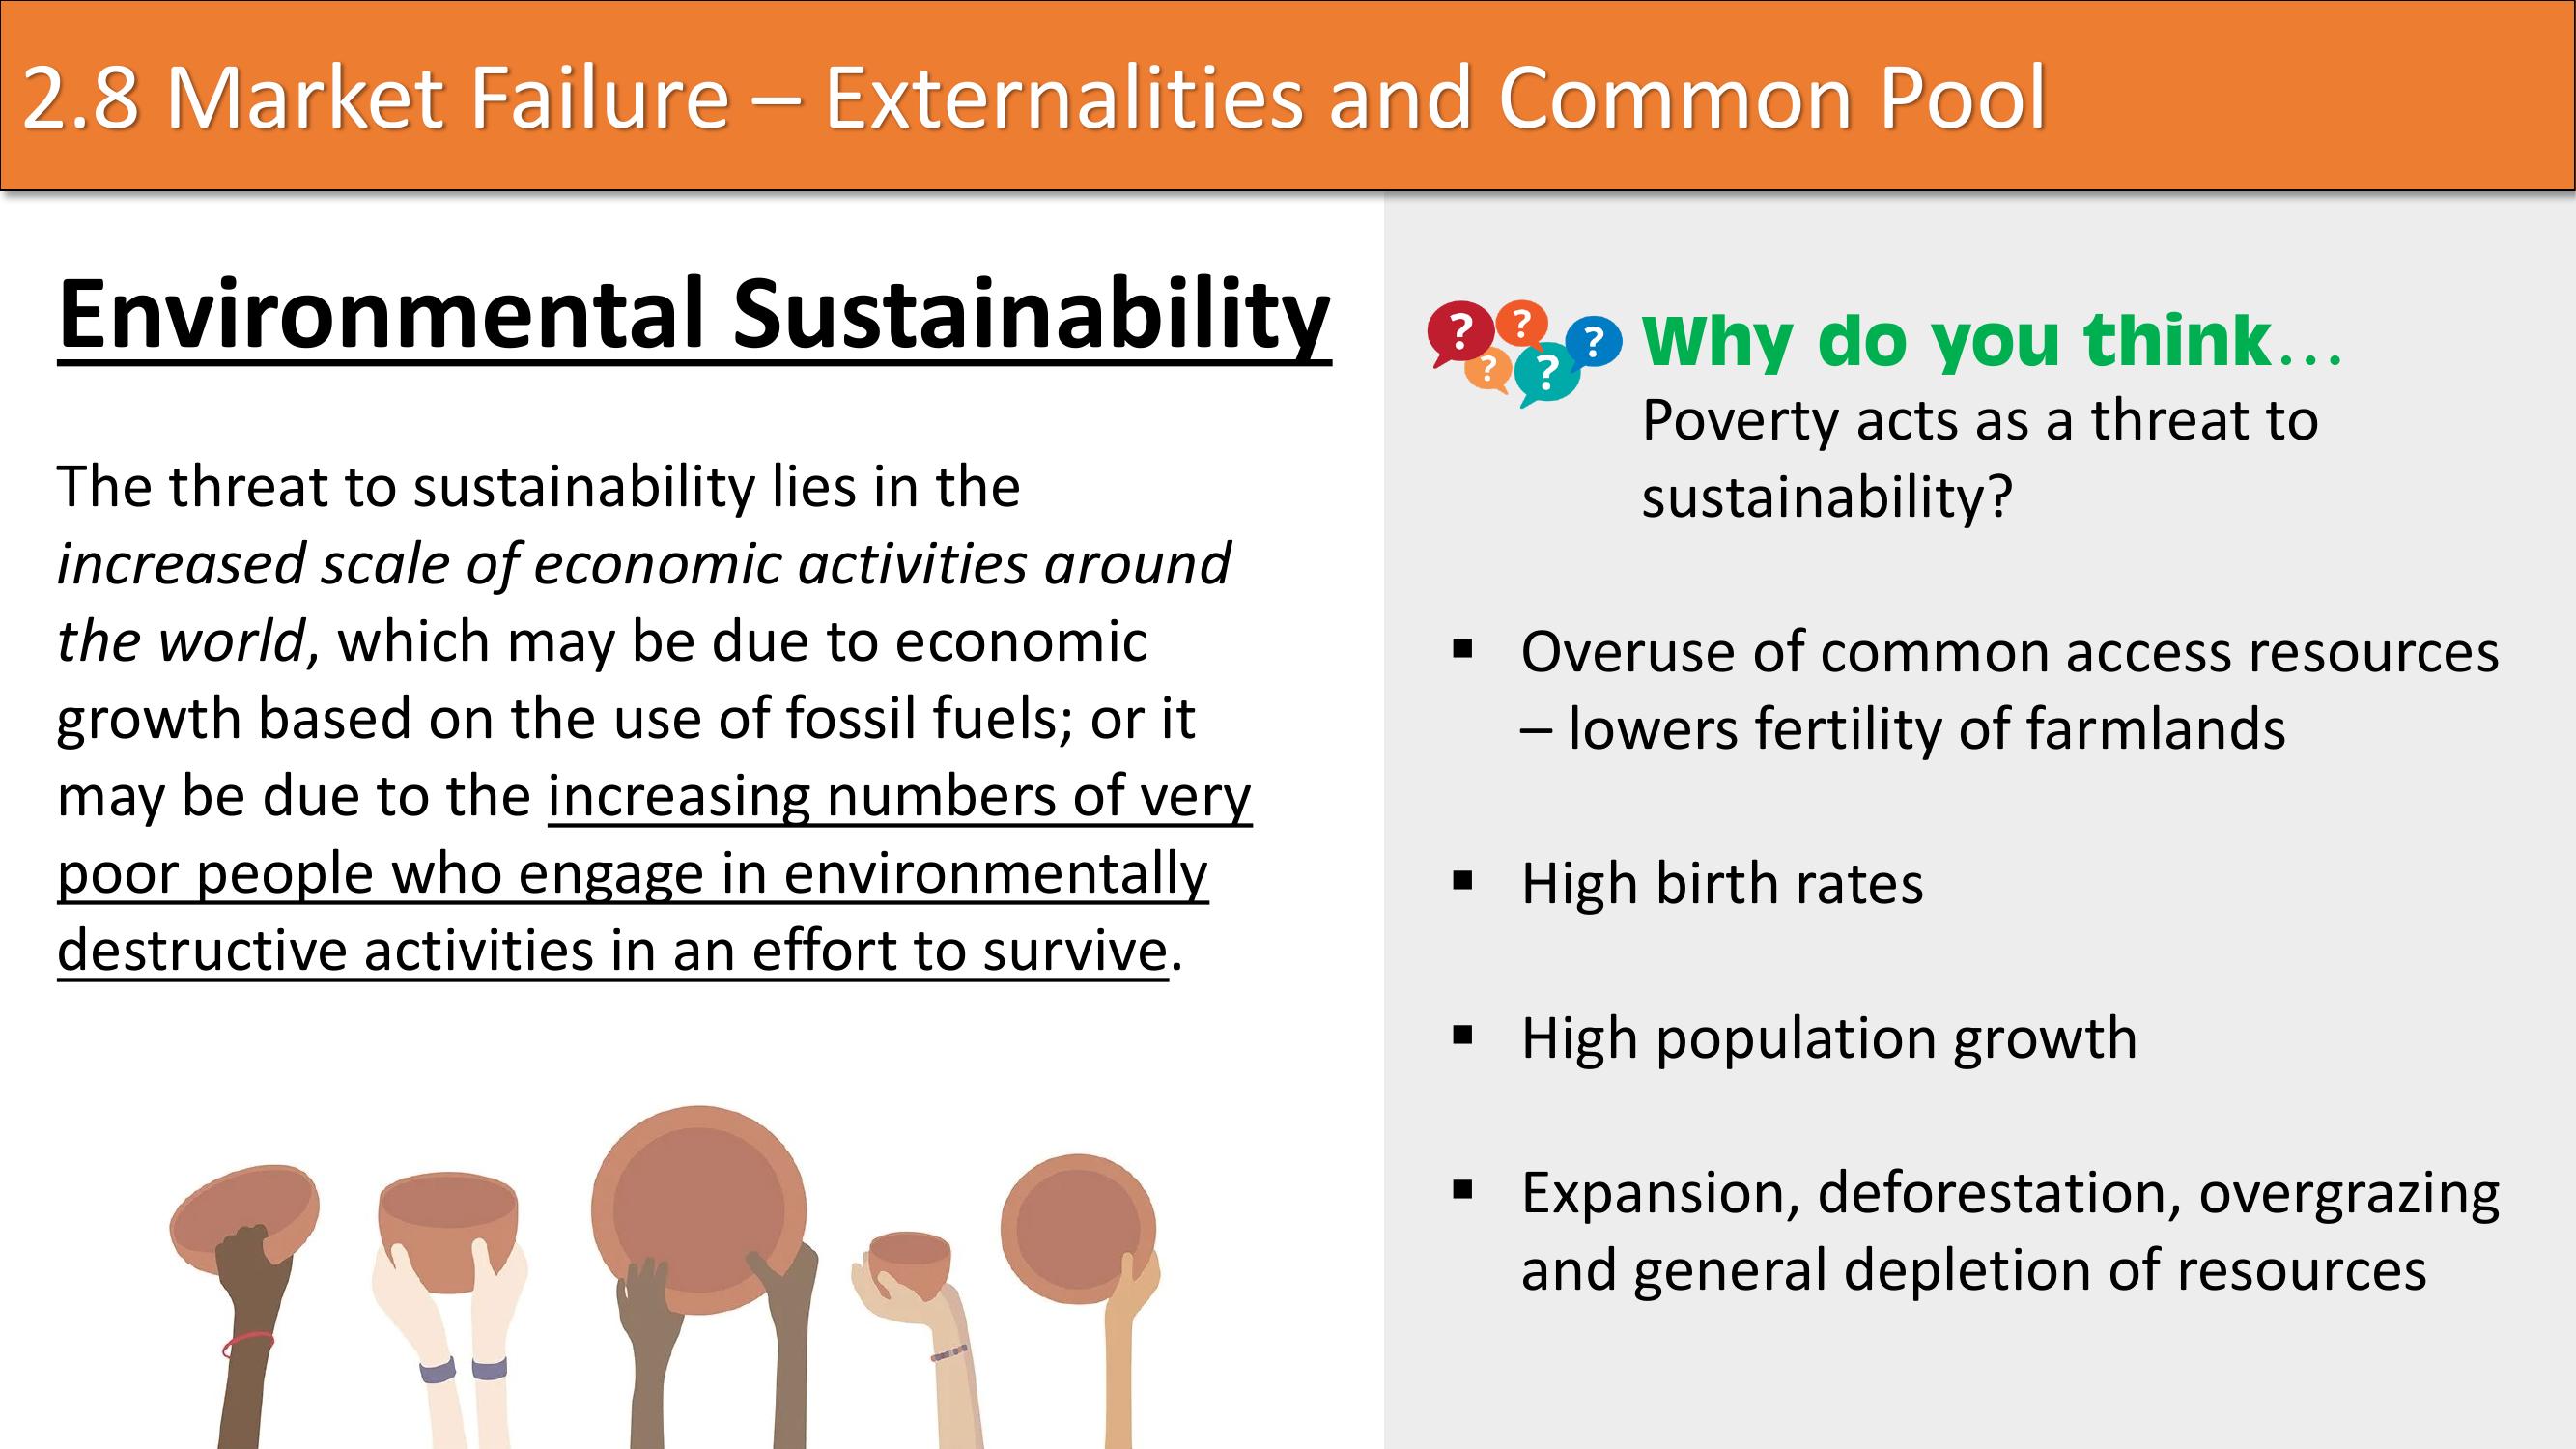 2.8 Market Failure – Externalities and Common Pool
Environmental Sustainability
The threat to sustainability lies in the
increased scale of economic activities around
the world, which may be due to economic
growth based on the use of fossil fuels; or it
may be due to the increasing numbers of very
poor people who engage in environmentally
destructive activities in an effort to survive.
? ? ? ? ?
Why do you think…
Poverty acts as a threat to
sustainability?
▪ Overuse of common access resources
– lowers fertility of farmlands
▪ High birth rates
▪ High population growth
▪ Expansion, deforestation, overgrazing
and general depletion of resources